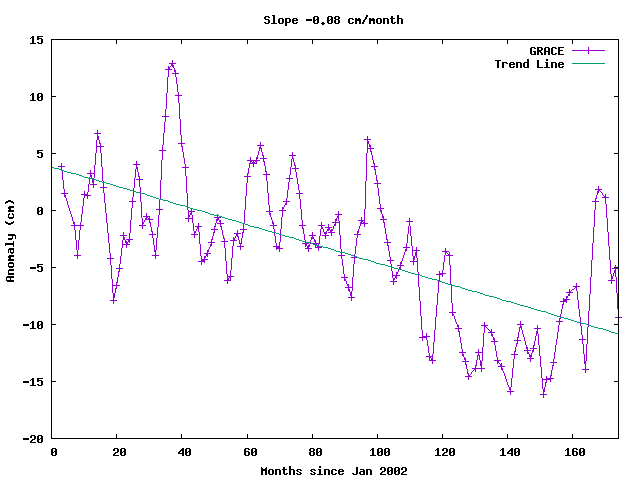 Slope -0.08 cm/month
GRACE
Trend Line
15
10
5
0
-5
-10
-15
-20
Anomaly (cm)
0 20 40 60 80 100 120 140 160
Months since Jan 2002